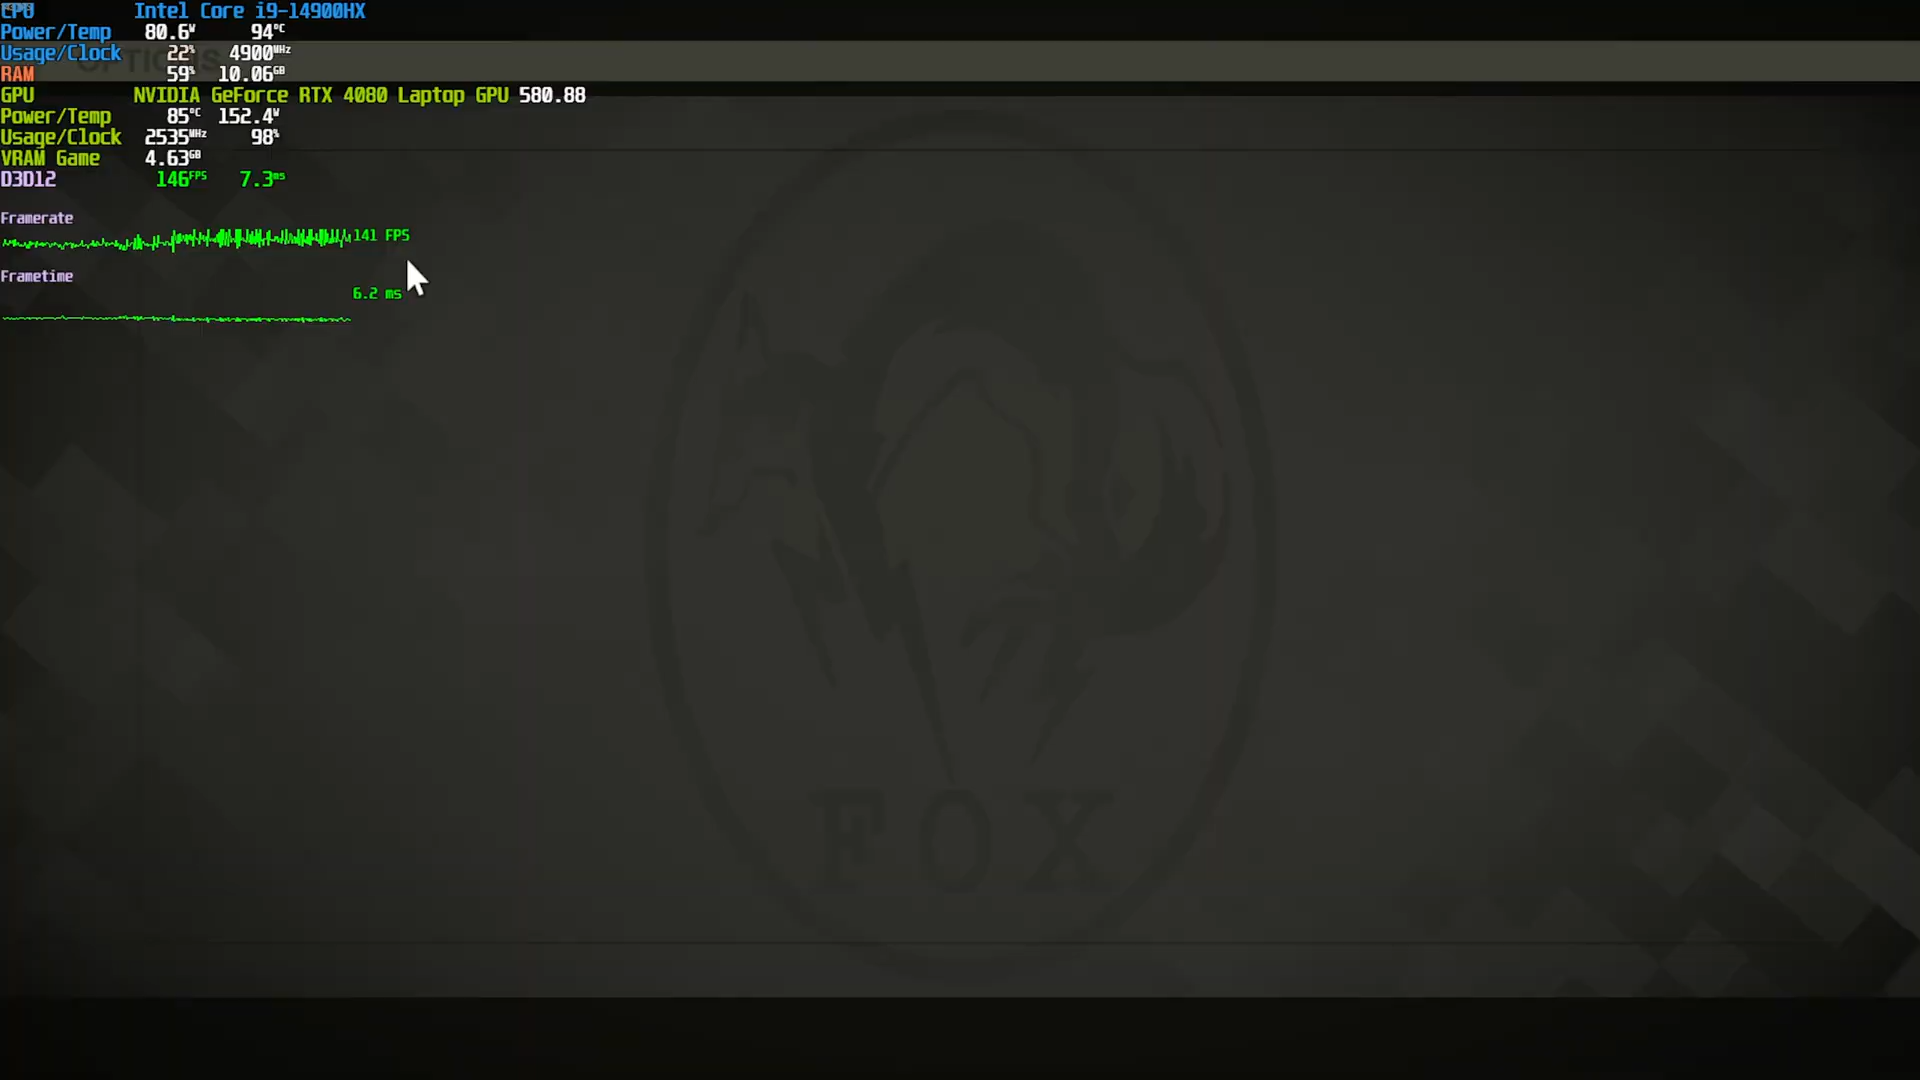 CPU Intel Core i9-14900HX
Power/Temp 80.6W 94°C
OPTIONS
Usage/Clock 22% 4900MHz
RAM 59% 10.06GB
GPU NVIDIA GeForce RTX 4080 Laptop GPU 580.88
Power/Temp 85°C 152.4W
Usage/Clock 2535MHz 98%
VRAM Game 4.63GB
D3D12 146FPS 7.3ms
Framerate
141 FPS
Frametime
6.2 ms
FOX